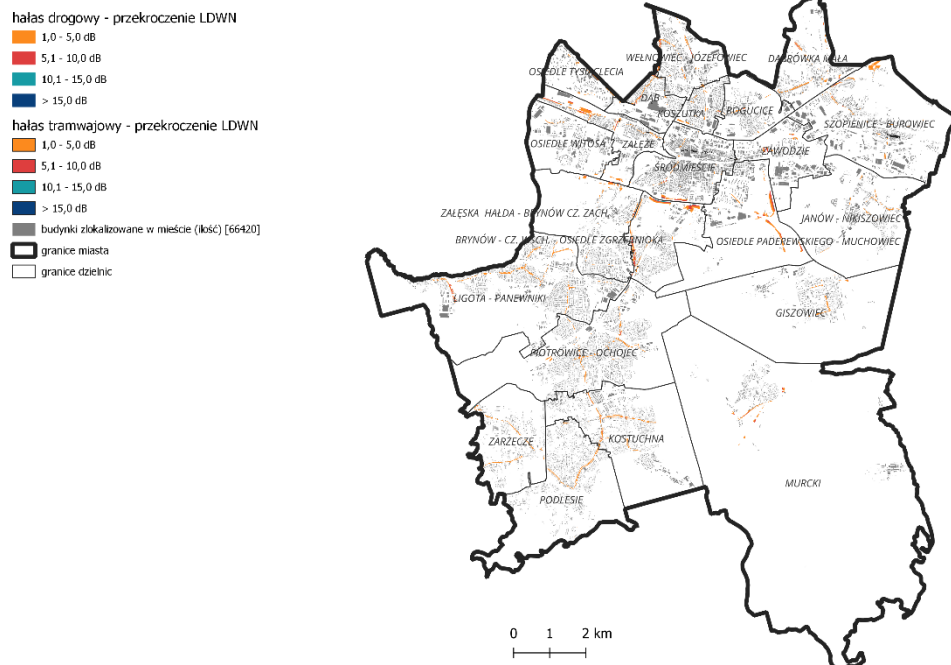 hałas drogowy - przekroczenie LDWN
1,0 - 5,0 dB
5,1 - 10,0 dB
10,1 - 15,0 dB
> 15,0 dB
hałas tramwajowy - przekroczenie LDWN
1,0 - 5,0 dB
5,1 - 10,0 dB
10,1 - 15,0 dB
> 15,0 dB
budynki zlokalizowane w mieście (ilość) [66420]
granice miasta
granice dzielnic
WEŁNOWIEC - JÓZEFOWIEC
DĄBRÓWKA MAŁA
OSIEDLE TYSIĄCLECIA
DĄB
KOSZUTKA
BOGUCICE
SZOPIENICE - BUROWIEC
OSIEDLE WITOSA
ZAŁĘŻE
ZAWODZIE
ŚRÓDMIEŚCIE
ZAŁĘSKA HAŁDA - BRYNÓW CZ. ZACH.
JANÓW - NIKISZOWIEC
BRYNÓW - CZ. WSCH. - OSIEDLE ZGRZEBNIOKA
OSIEDLE PADEREWSKIEGO - MUCHOWIEC
LIGOTA - PANEWNIKI
GISZOWIEC
PIOTROWICE - OCHOJEC
ZARZECZE
KOSTUCHNA
MURCKI
PODLESIE
0 1 2 km